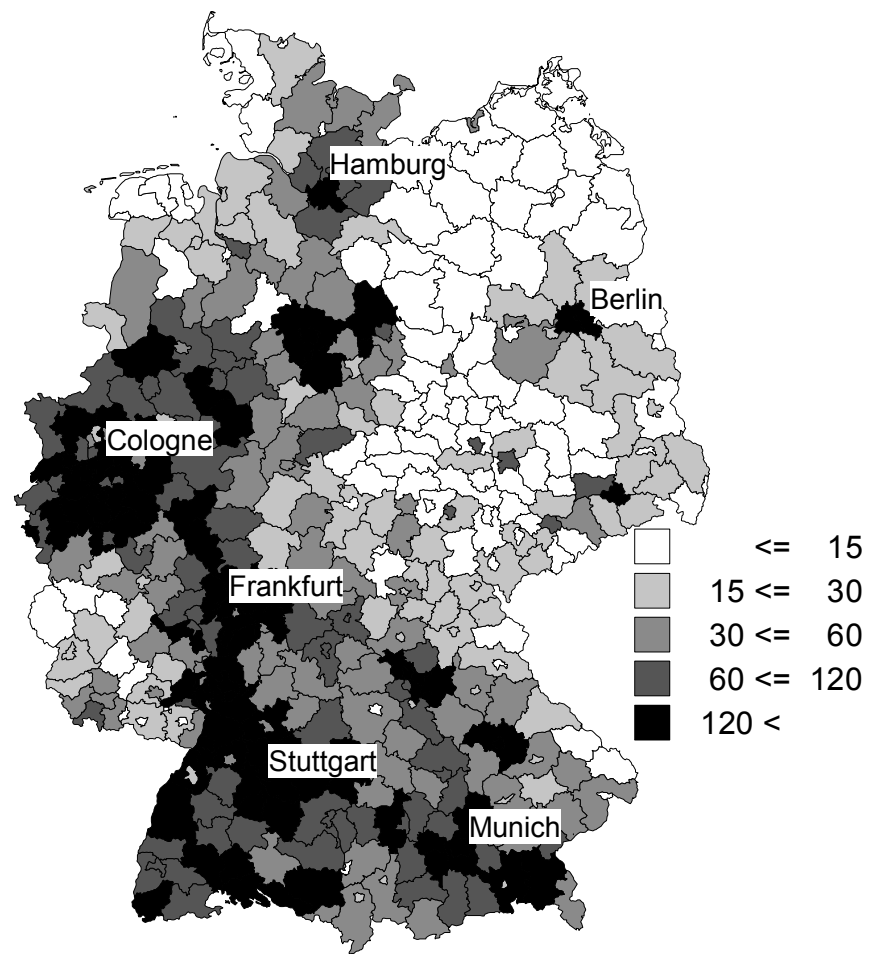 Hamburg
Berlin
Cologne
<= 15
Frankfurt
15 <= 30
30 <= 60
60 <= 120
120 <
Stuttgart
Munich